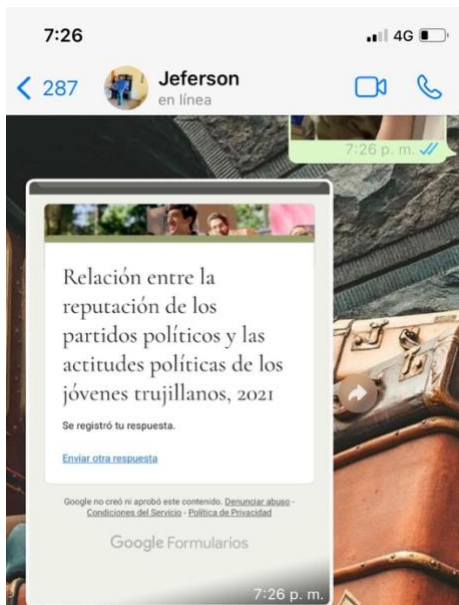 7:26
4G
287
Jeferson
en línea
7:26 p. m.
Relación entre la
reputación de los
partidos políticos y las
actitudes políticas de los
jóvenes trujillanos, 2021
Se registró tu respuesta.
Enviar otra respuesta
Google no creó ni aprobó este contenido. Denunciar abuso -
Condiciones del Servicio - Política de Privacidad
Google Formularios
7:26 p. m.